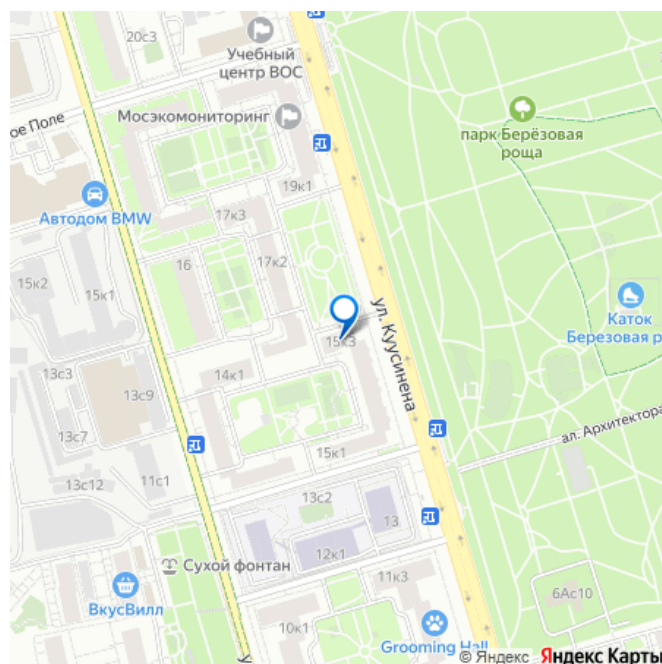 20с3
Учебный
центр ВОС
ое Поле
Мосэкомониторинг
парк Берёзовая
роща
19к1
Автодом BMW
17к3
16
17к2
15к2
15к1
ул. Куусинена
Каток
Березовая р
15к3
13с3
14к1
13с9
13с7
ал. Архитектора
15к1
11с1
13с12
13с2
13
12к1
Сухой фонтан
ВкусВилл
11к3
6Ас10
10к1
У
Grooming Hall
© Яндекс Яндекс Карты